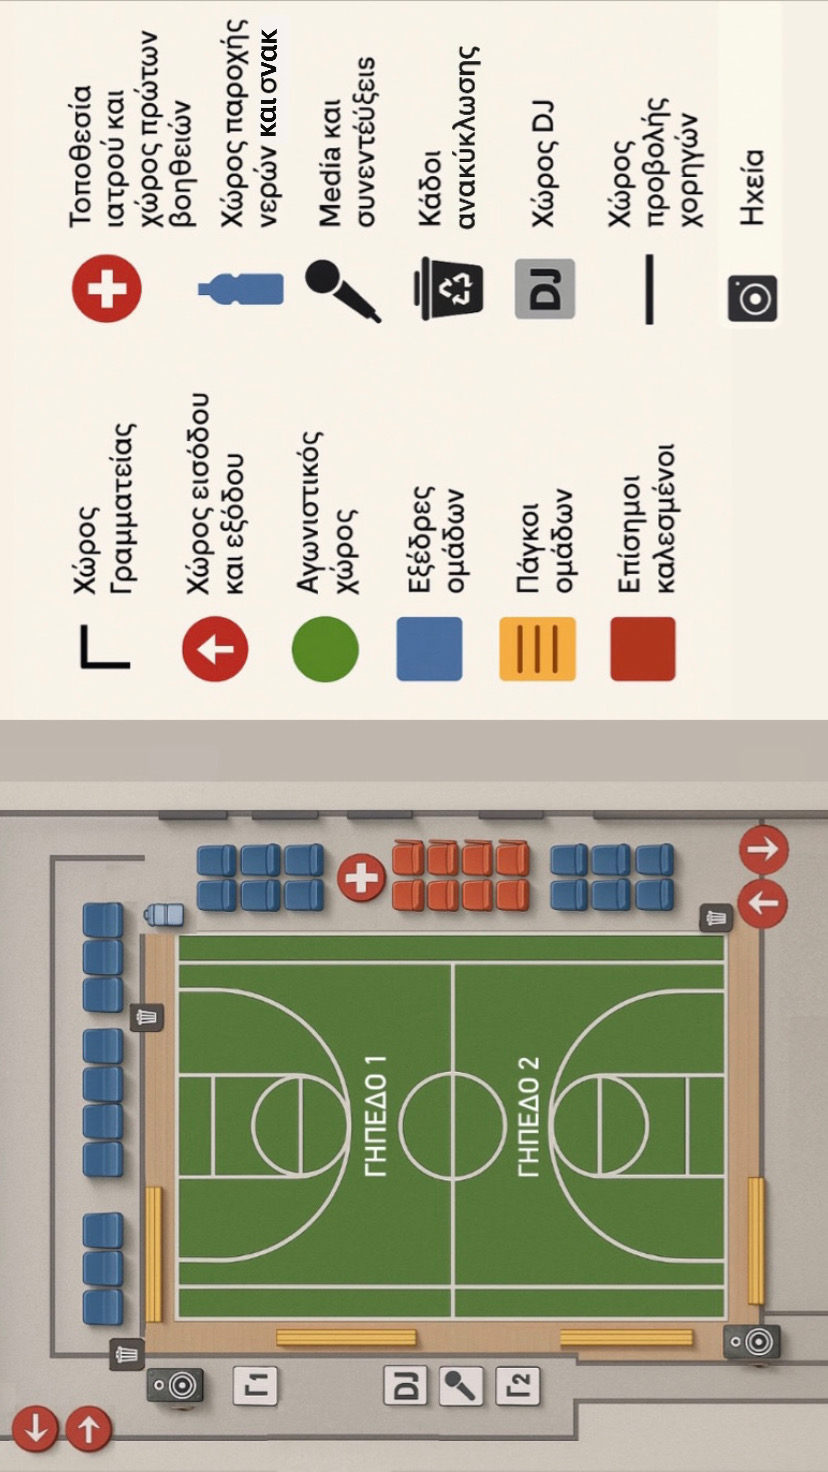 ΓΗΠΕΔΟ 1
ΓΗΠΕΔΟ 2
Γ1
DJ
Γ2
Χώρος
Γραμματείας
Χώρος εισόδου
και εξόδου
Αγωνιστικός
χώρος
Εξέδρες
ομάδων
Πάγκοι
ομάδων
Επίσημοι
καλεσμένοι
Τοποθεσία
ιατρού και
χώρος πρώτων
βοηθειών
Χώρος παροχής
νερών και σνακ
Media και
συνεντέύξεις
Κάδοι
ανακύκλωσης
DJ
Χώρος DJ
Χώρος
προβολής
χορηγών
Ηχεία